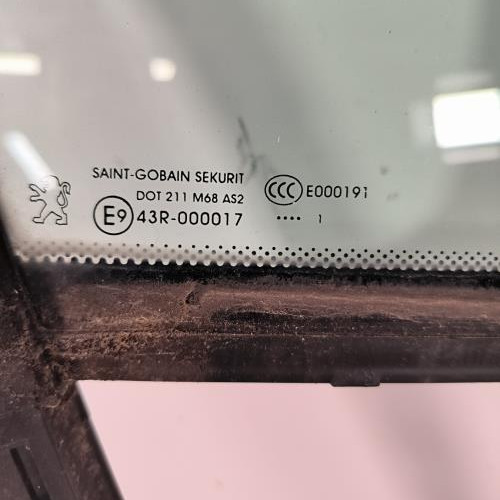 SAINT-GOBAIN SEKURIT
DOT 211 M68 AS2
E9 43R-000017
CCC E000191
•••• 1